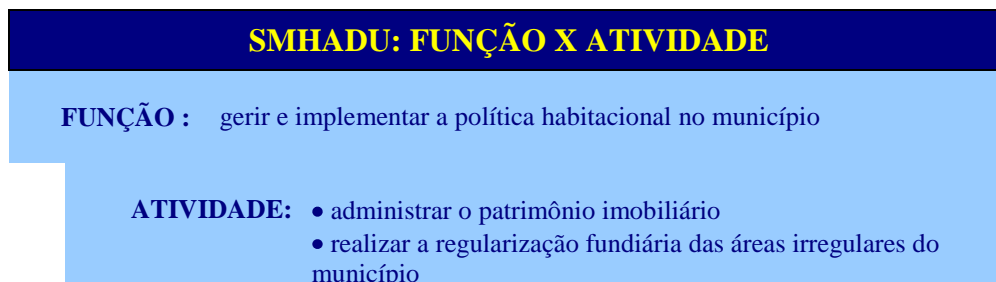 SMHADU: FUNÇÃO X ATIVIDADE
FUNÇÃO : gerir e implementar a política habitacional no município
ATIVIDADE: • administrar o patrimônio imobiliário
• realizar a regularização fundiária das áreas irregulares do
município